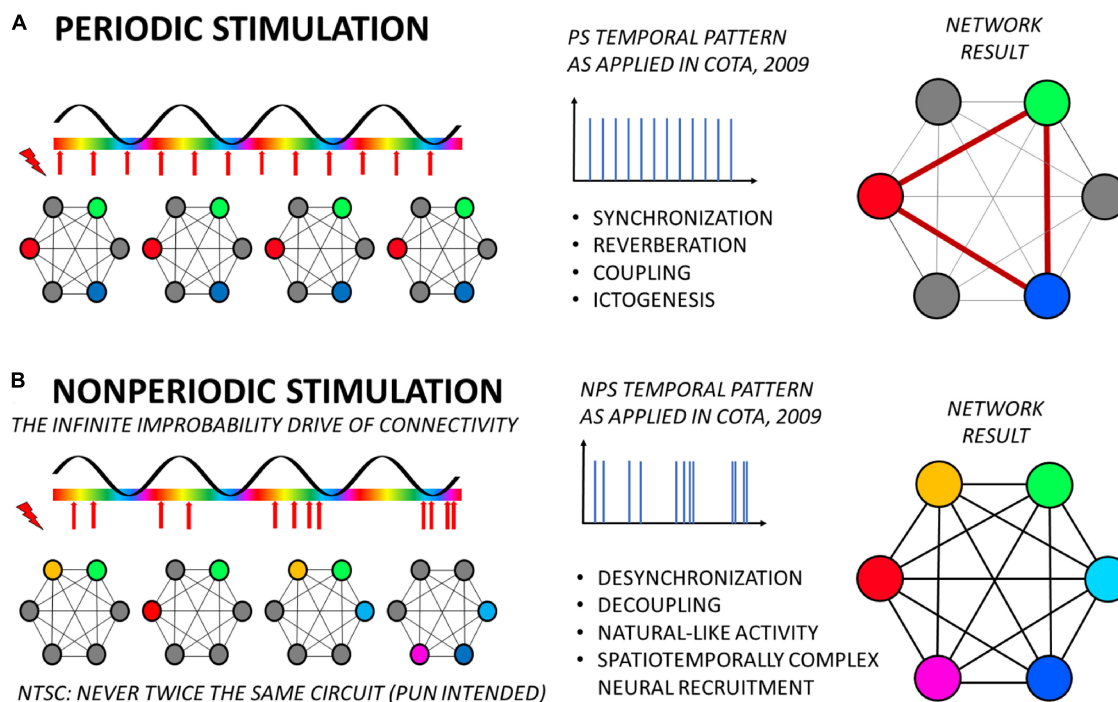 A
PERIODIC STIMULATION
PS TEMPORAL PATTERN
AS APPLIED IN COTA, 2009
• SYNCHRONIZATION
• REVERBERATION
• COUPLING
• ICTOGENESIS
NETWORK
RESULT
B
NONPERIODIC STIMULATION
THE INFINITE IMPROBABILITY DRIVE OF CONNECTIVITY
NTSC: NEVER TWICE THE SAME CIRCUIT (PUN INTENDED)
NPS TEMPORAL PATTERN
AS APPLIED IN COTA, 2009
• DESYNCHRONIZATION
• DECOUPLING
• NATURAL-LIKE ACTIVITY
• SPATIOTEMPORALLY COMPLEX
NEURAL RECRUITMENT
NETWORK
RESULT